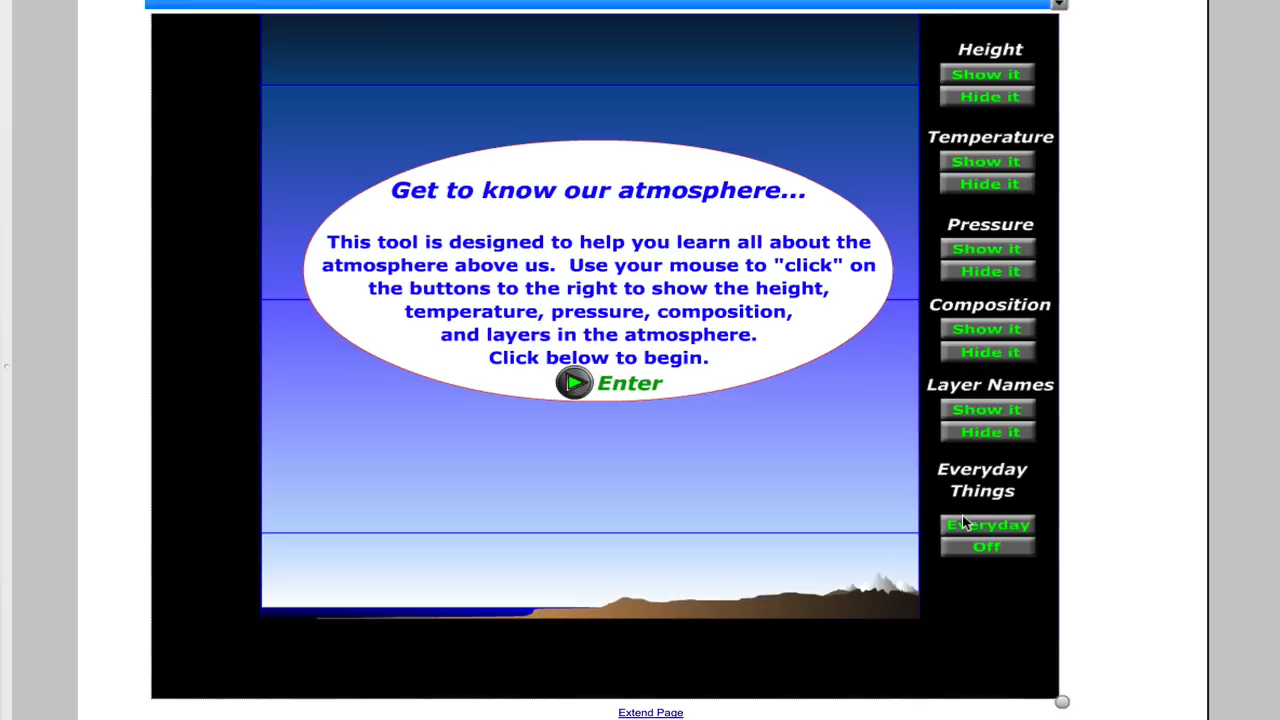 Get to know our atmosphere...
This tool is designed to help you learn all about the
atmosphere above us. Use your mouse to "click" on
the buttons to the right to show the height,
temperature, pressure, composition,
and layers in the atmosphere.
Click below to begin.
Enter
Height
Show it
Hide it
Temperature
Show it
Hide it
Pressure
Show it
Hide it
Composition
Show it
Hide it
Layer Names
Show it
Hide it
Everyday
Things
Everyday
Off
Extend Page